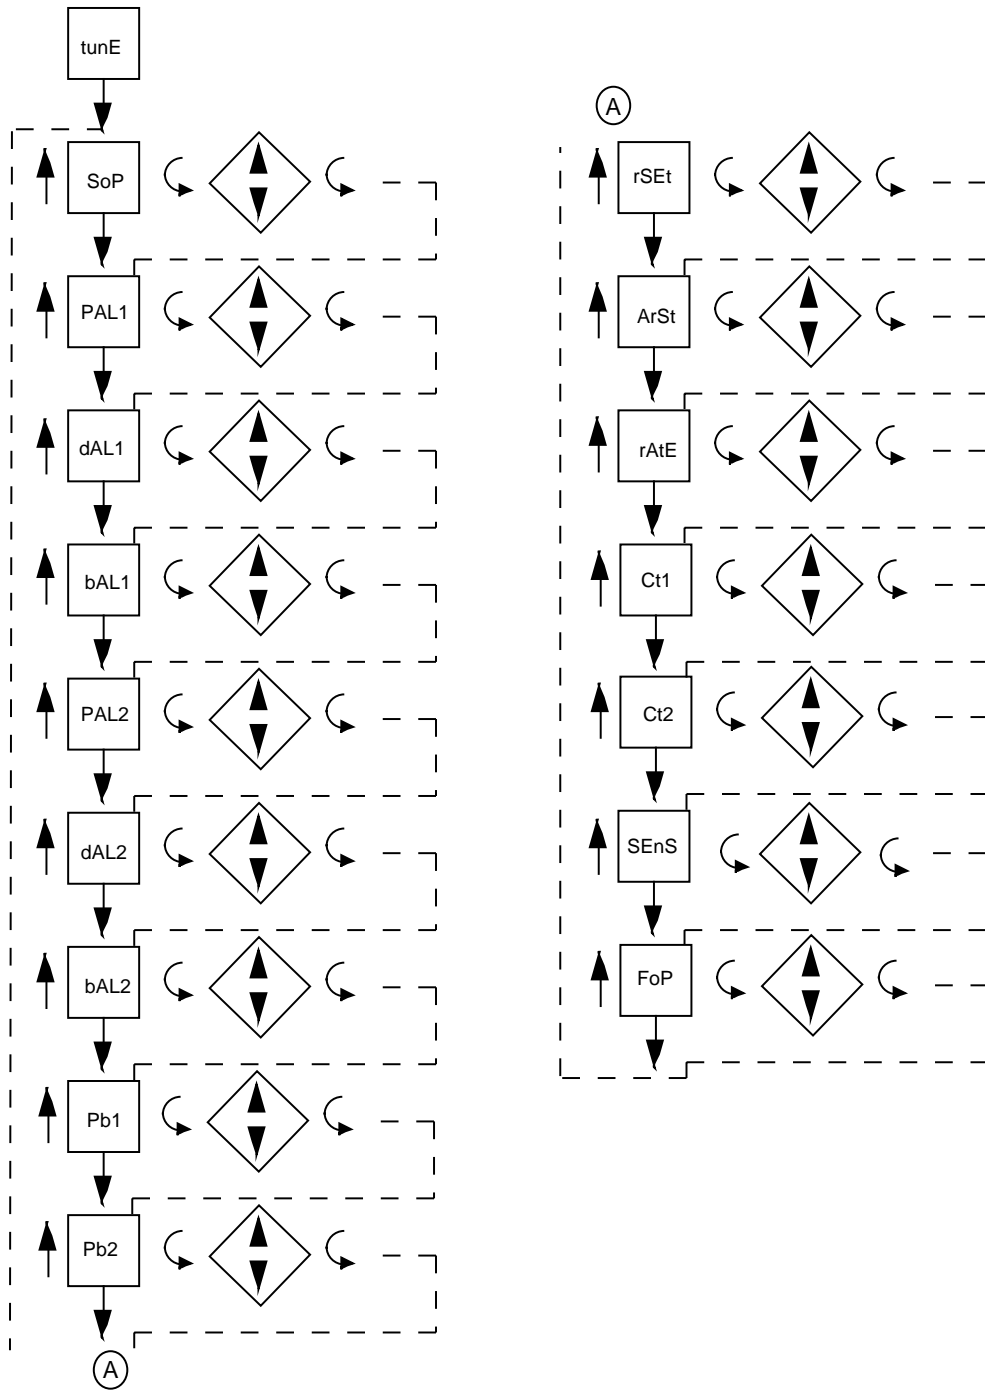 tunE
SoP
PAL1
dAL1
bAL1
PAL2
dAL2
bAL2
Pb1
Pb2
A
A
rSEt
ArSt
rAtE
Ct1
Ct2
SEnS
FoP